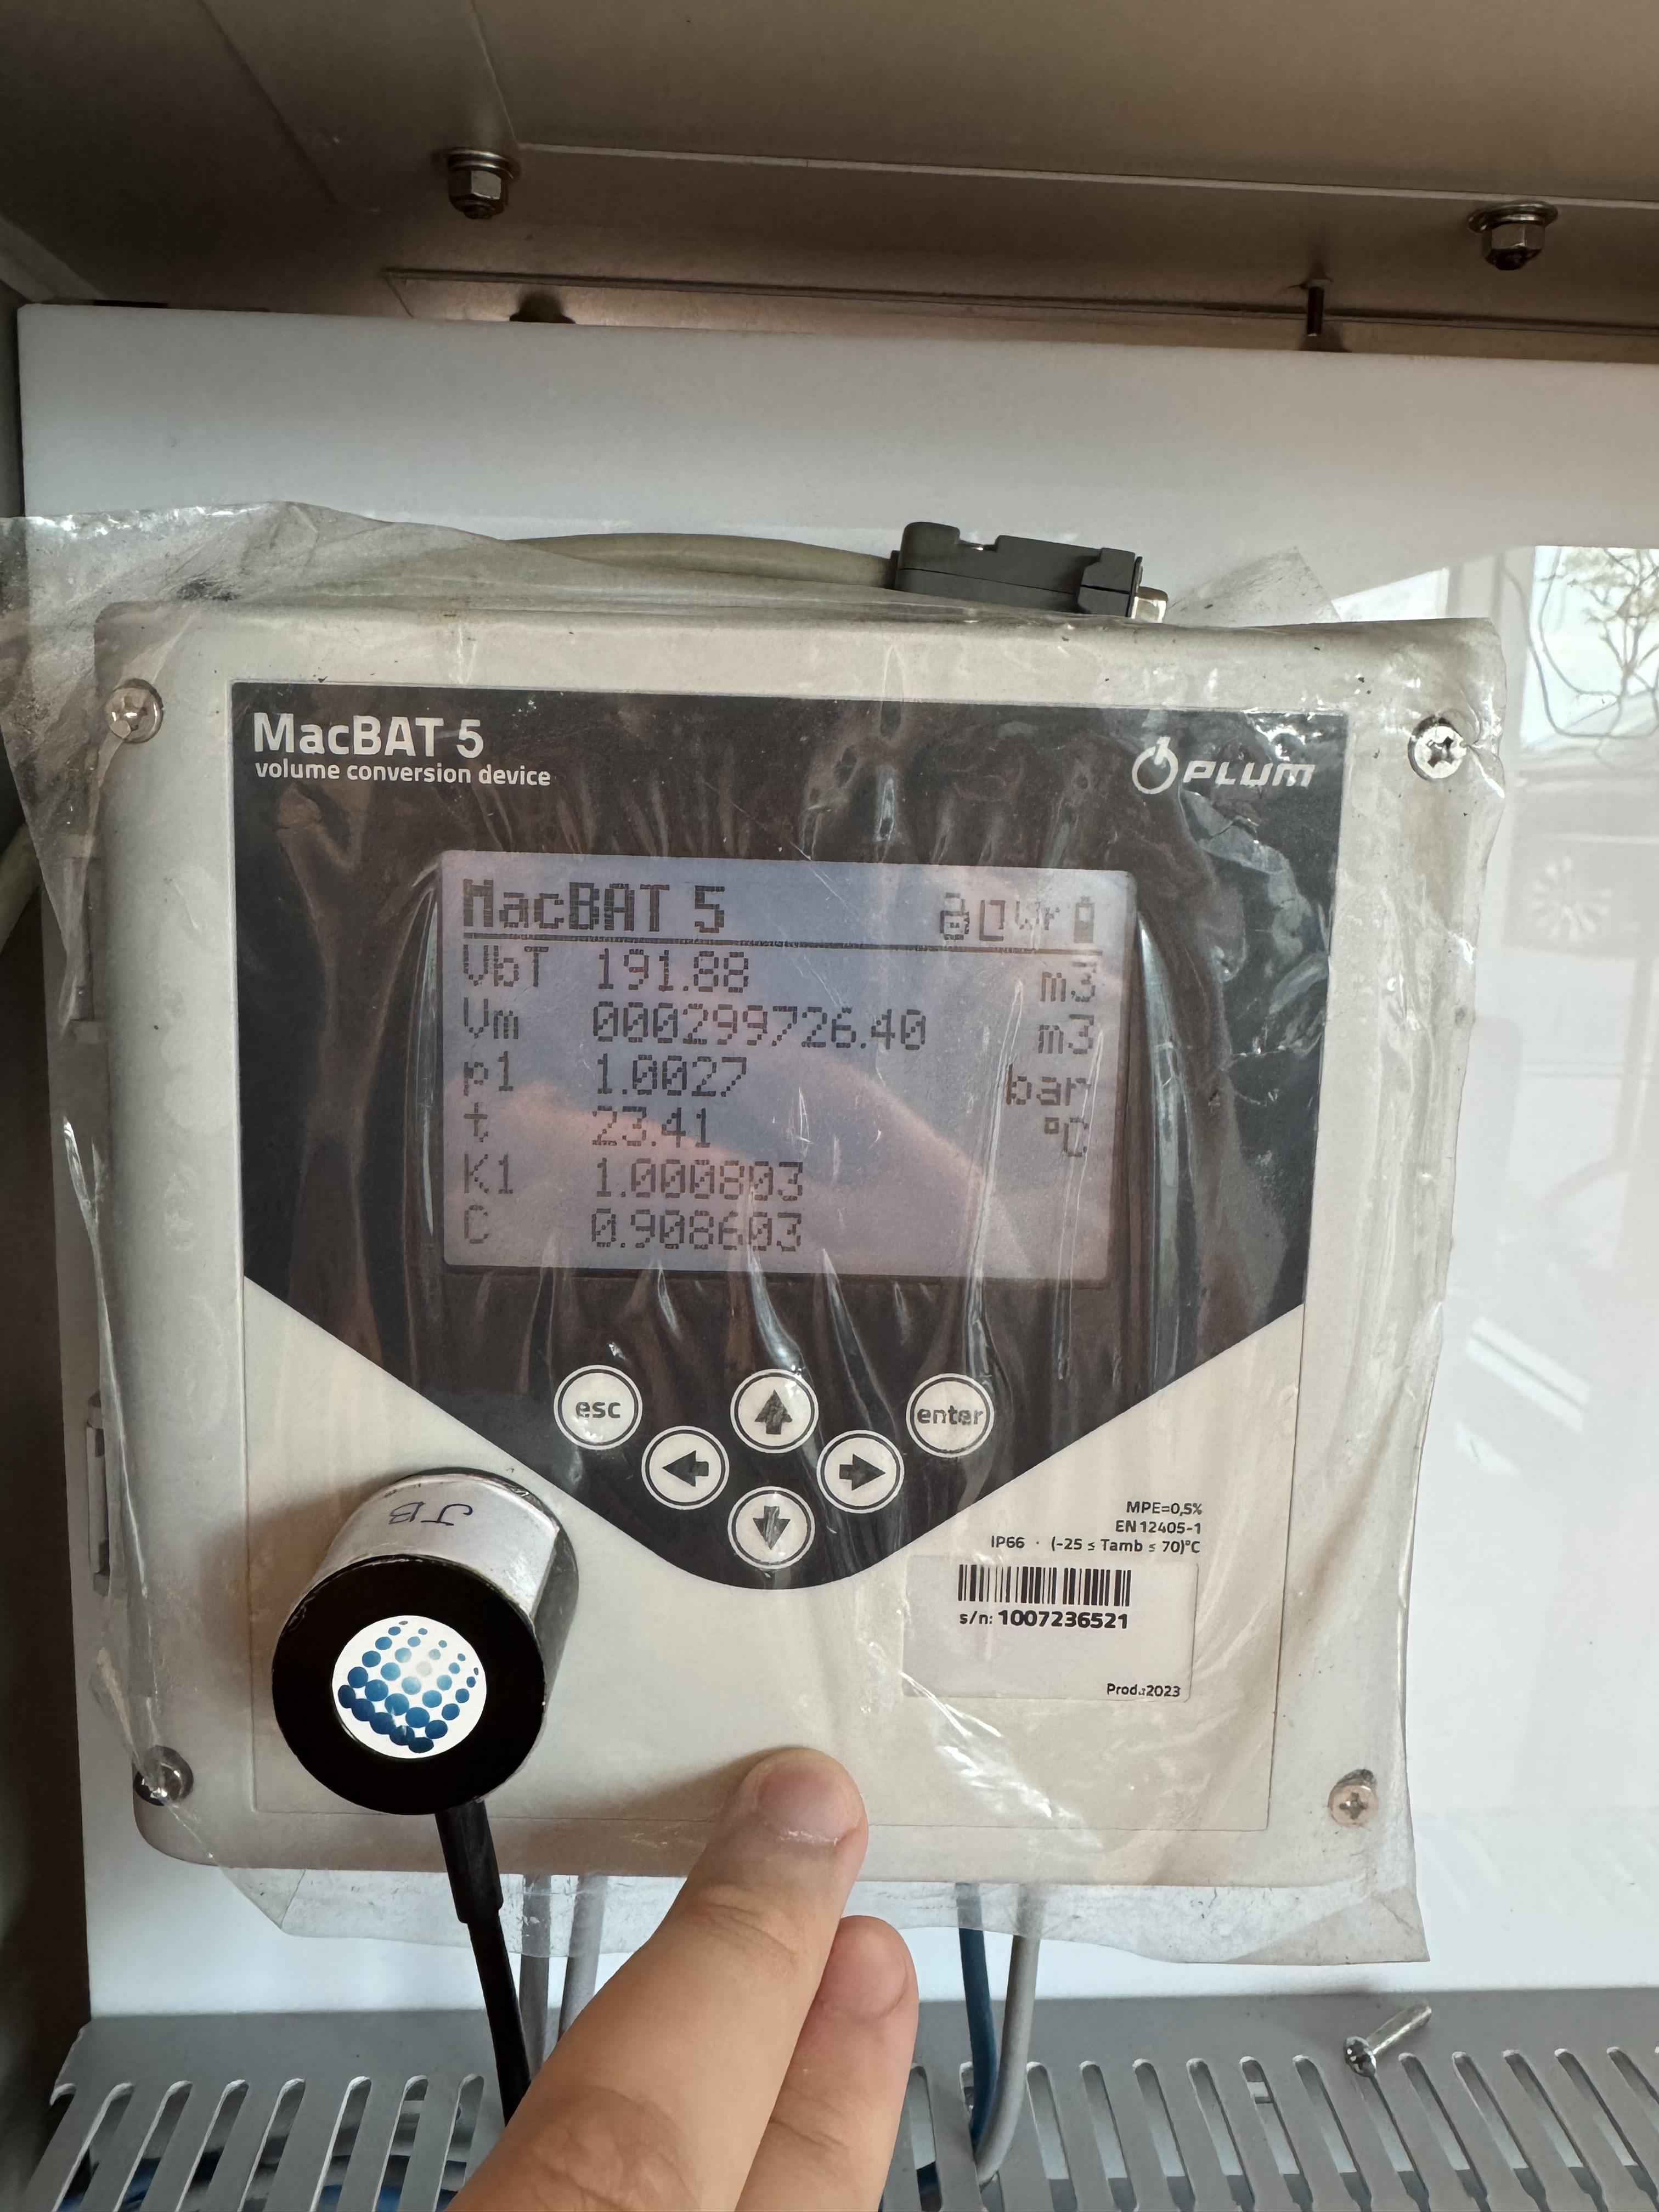 MacBAT 5
volume conversion device
PLUM
MacBAT 5
VbT 191.88 m3
Vm 000299726.40 m3
p1 1.0027 bar
t 23.41 °C
K1 1.000803
C 0.908603
esc
enter
JB
MPE=0,5%
EN 12405-1
IP66 · (-25 ≤ Tamb ≤ 70)°C
s/n: 1007236521
Prod.:2023